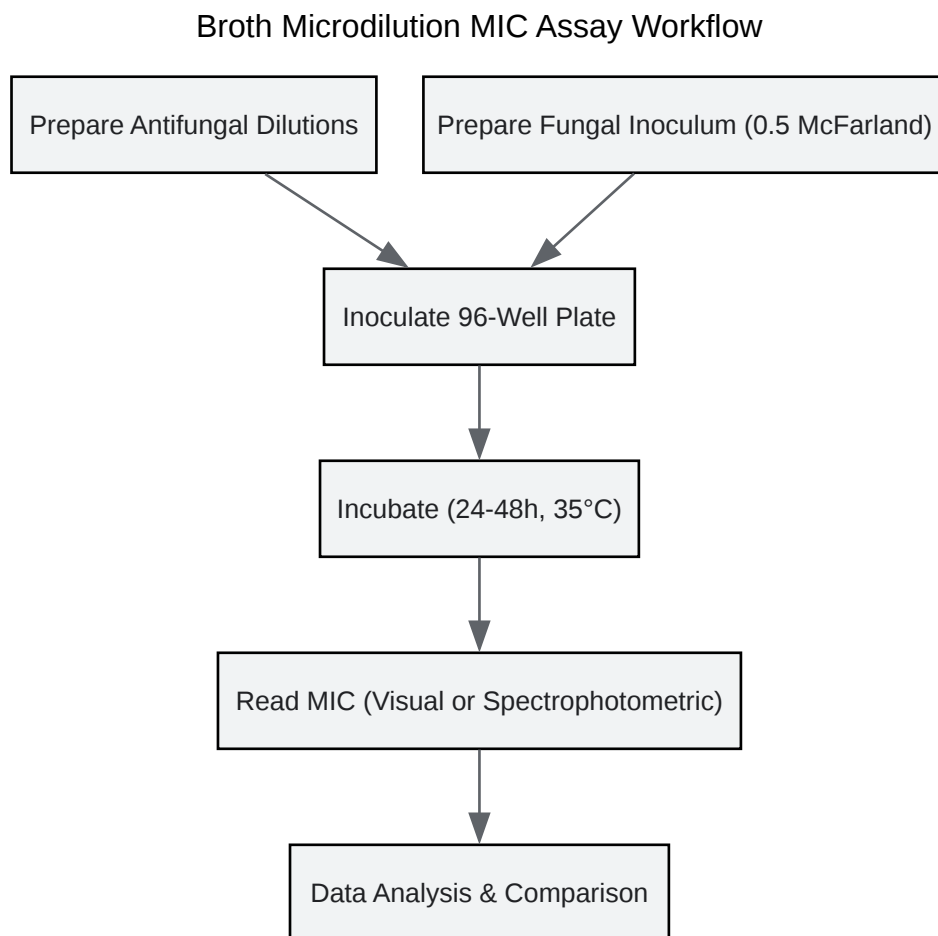 Broth Microdilution MIC Assay Workflow
Prepare Antifungal Dilutions
Prepare Fungal Inoculum (0.5 McFarland)
Inoculate 96-Well Plate
Incubate (24-48h, 35°C)
Read MIC (Visual or Spectrophotometric)
Data Analysis & Comparison